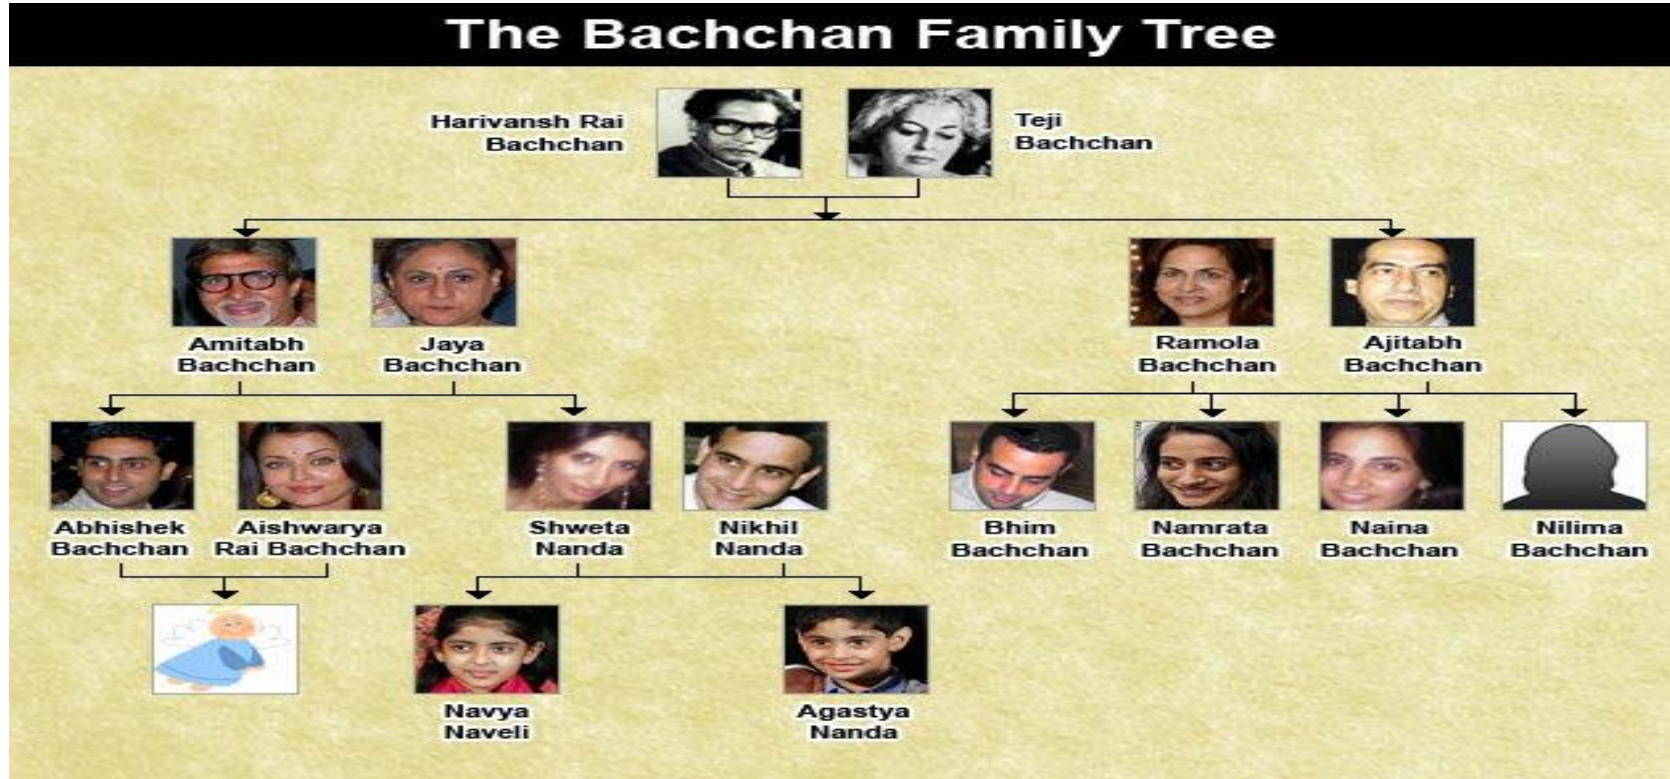 The Bachchan Family Tree
Harivansh Rai
Bachchan
Teji
Bachchan
Amitabh
Bachchan
Jaya
Bachchan
Ramola
Bachchan
Ajitabh
Bachchan
Abhishek
Bachchan
Aishwarya
Rai Bachchan
Shweta
Nanda
Nikhil
Nanda
Bhim
Bachchan
Namrata
Bachchan
Naina
Bachchan
Nilima
Bachchan
Navya
Naveli
Agastya
Nanda